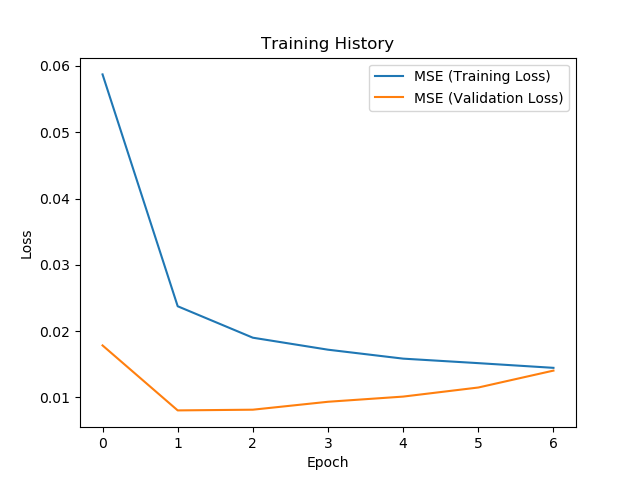 Training History
MSE (Training Loss)
MSE (Validation Loss)
0.06
0.05
0.04
0.03
0.02
0.01
Loss
0 1 2 3 4 5 6
Epoch